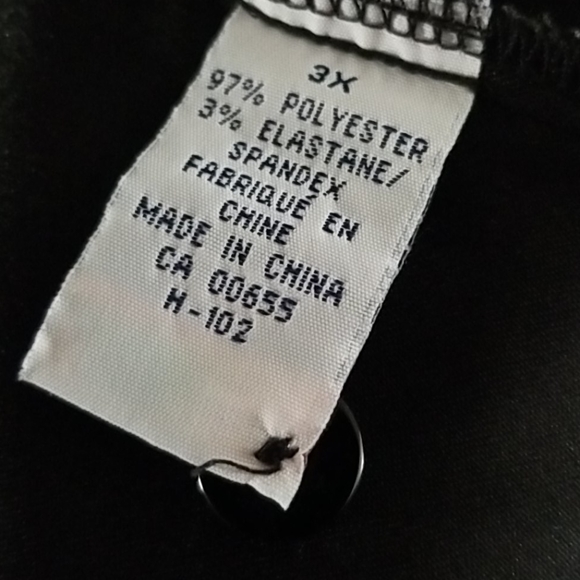 3X
97% POLYESTER
3% ELASTANE/
SPANDEX
FABRIQUÉ EN
CHINE
MADE IN CHINA
CA 00655
H-102